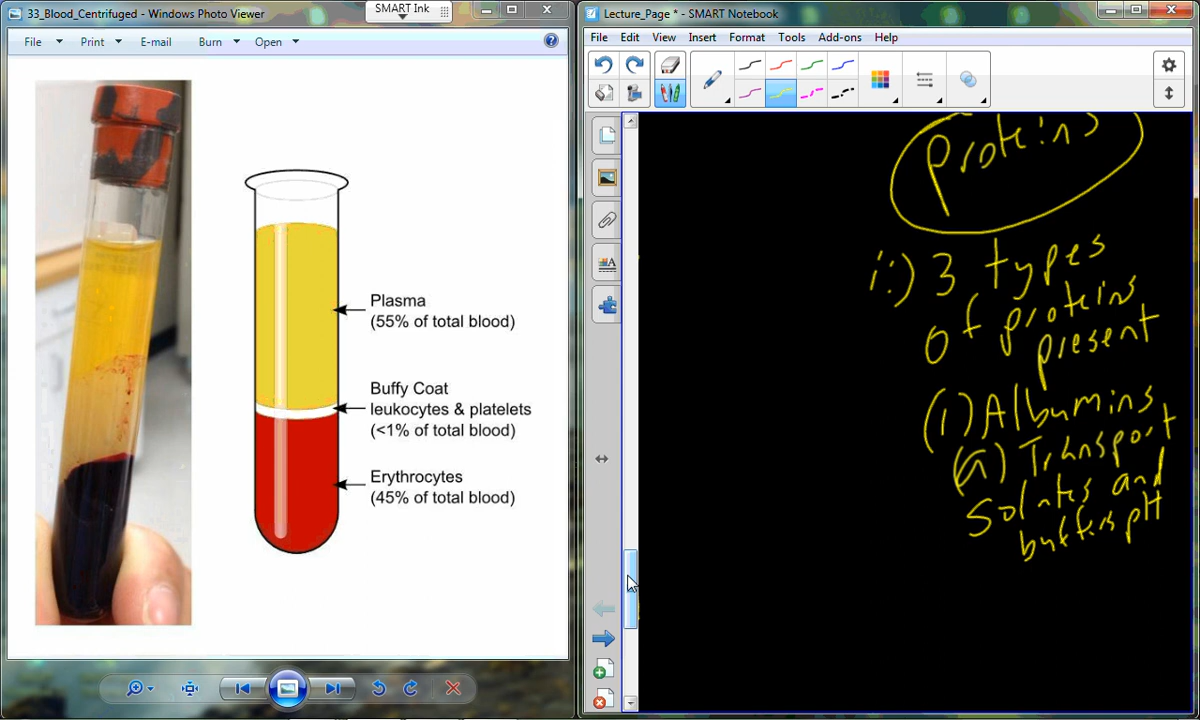 33_Blood_Centrifuged - Windows Photo Viewer
SMART Ink
File Print E-mail Burn Open
Plasma
(55% of total blood)
Buffy Coat
leukocytes & platelets
(<1% of total blood)
Erythrocytes
(45% of total blood)
Lecture_Page * - SMART Notebook
File Edit View Insert Format Tools Add-ons Help
Proteins
ii) 3 types
of proteins
present
(1) Albumins
(a) Transport
Solutes and
buffers pH